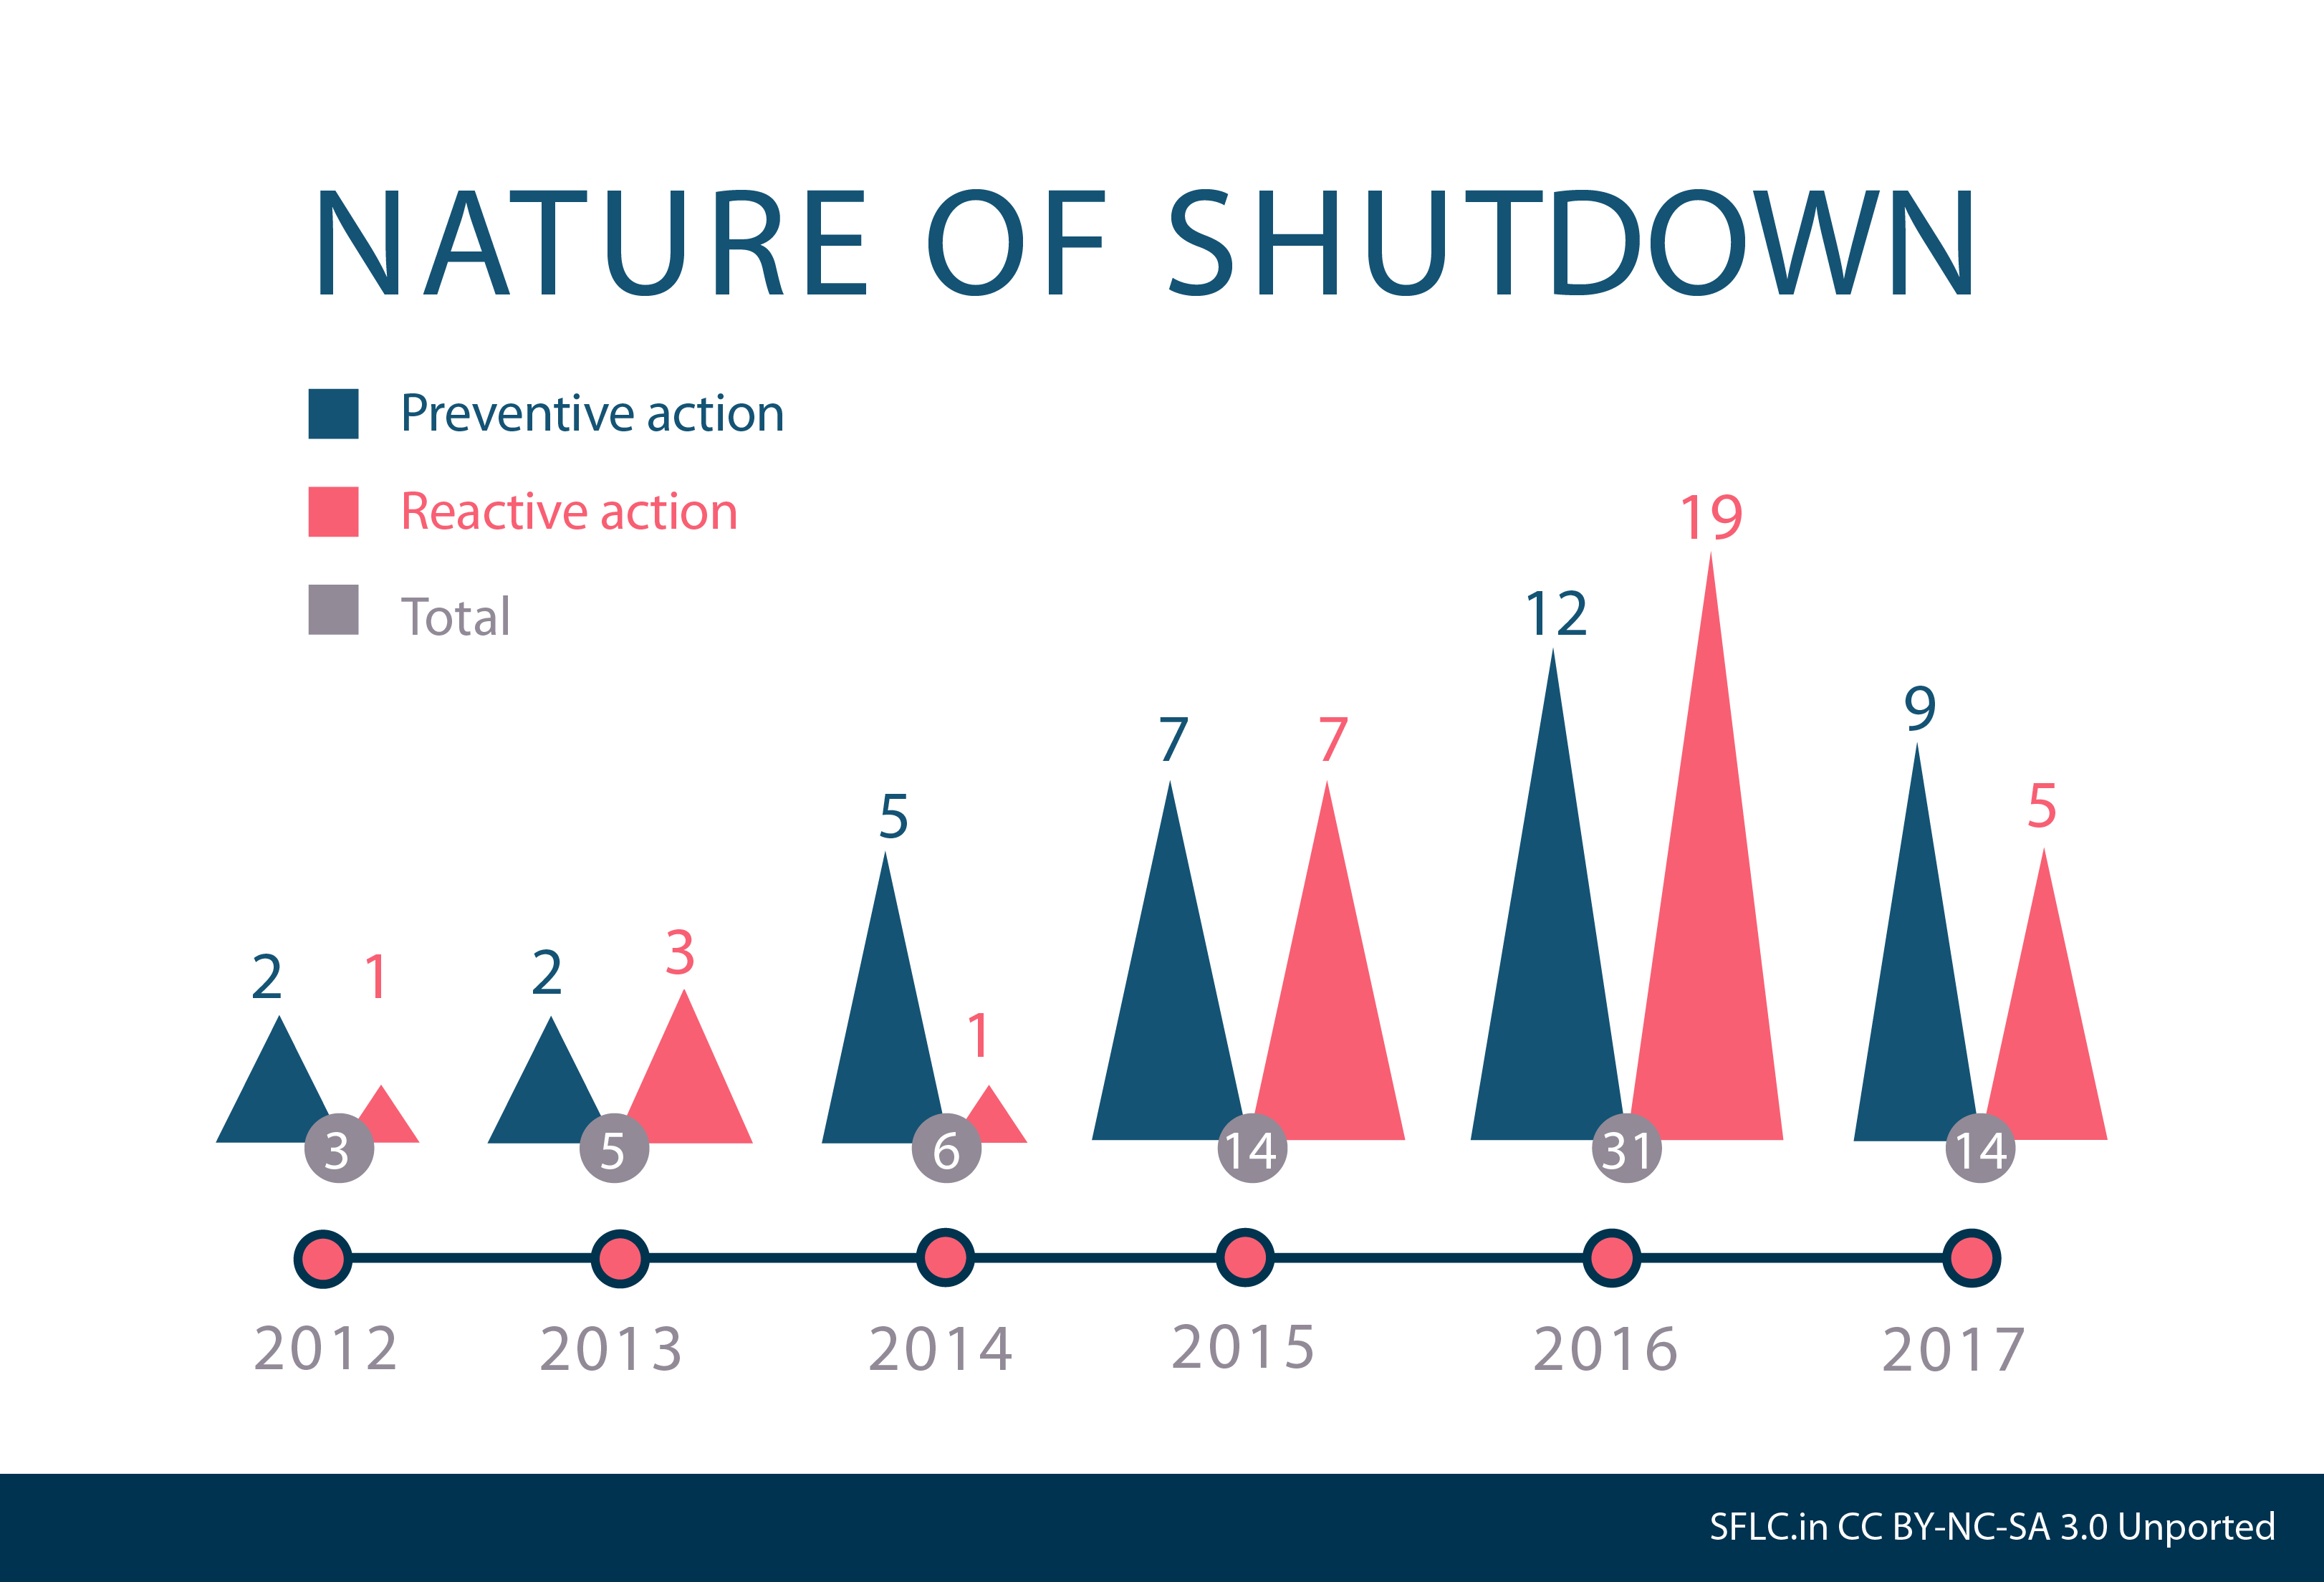 NATURE OF SHUTDOWN
Preventive action
Reactive action
Total
2 1 2 3 5 1 7 7 12 19 9 5
3 5 6 14 31 14
2012 2013 2014 2015 2016 2017
SFLC.in CC BY-NC-SA 3.0 Unported